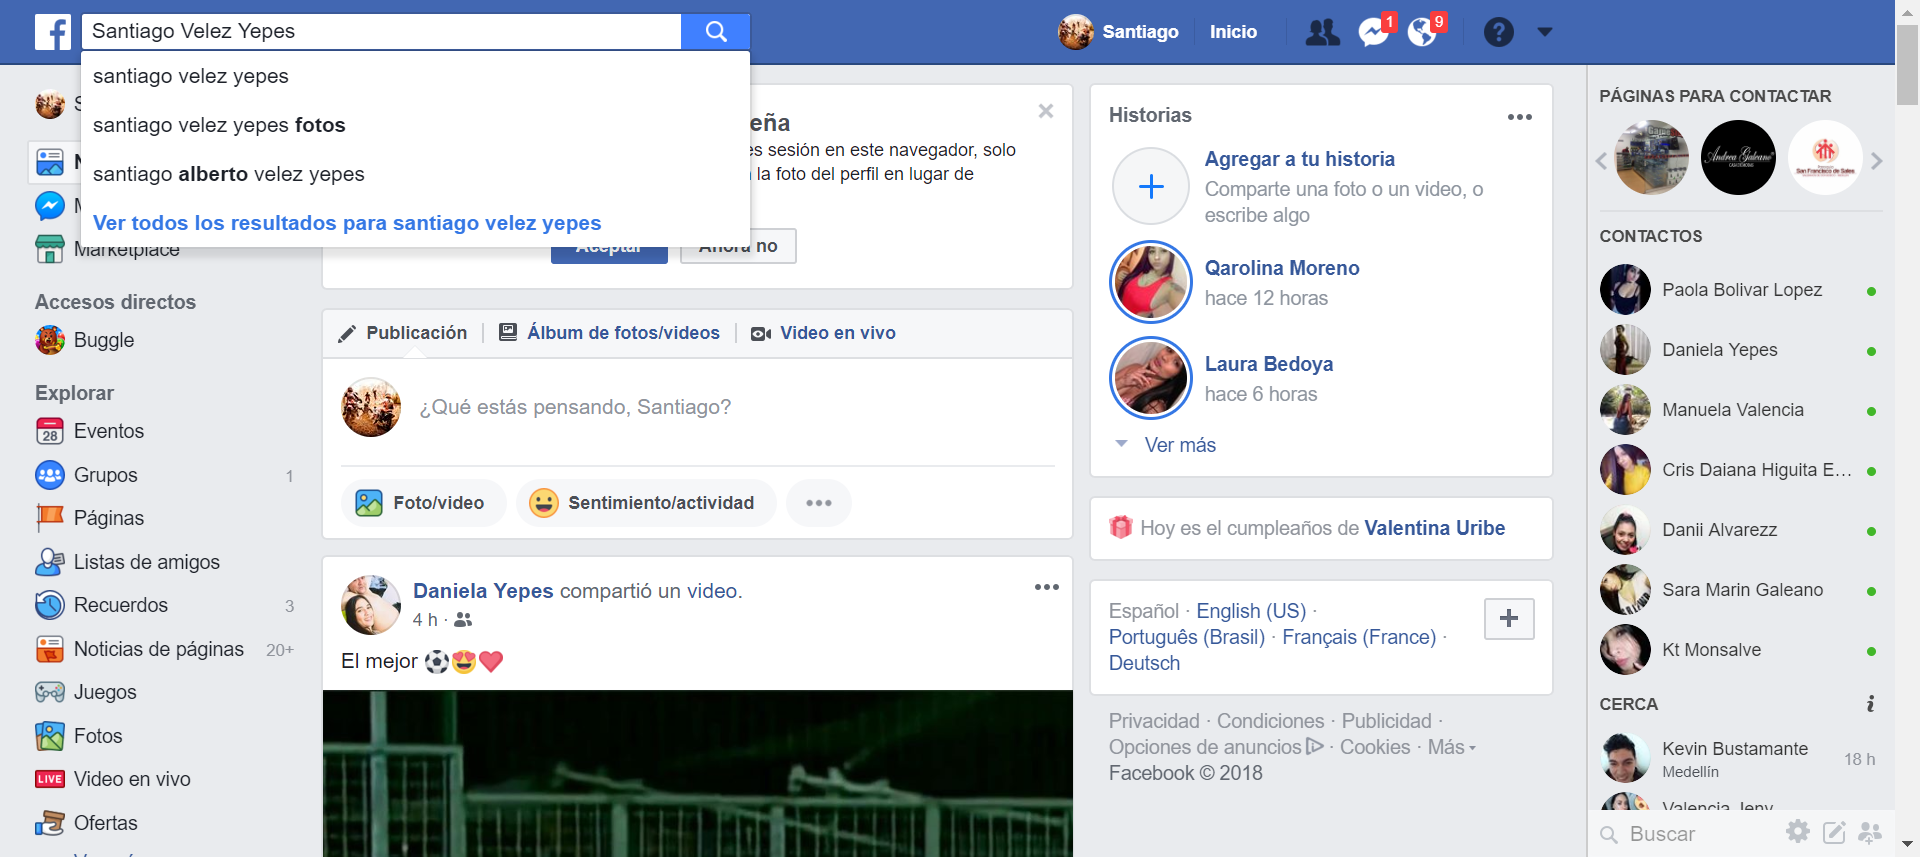 Santiago Velez Yepes
Santiago
Inicio
1
9
santiago velez yepes
santiago velez yepes fotos
santiago alberto velez yepes
Ver todos los resultados para santiago velez yepes
Marketplace
Accesos directos
Buggle
Explorar
28
Eventos
Grupos 1
Páginas
Listas de amigos
Recuerdos 3
Noticias de páginas 20+
Juegos
Fotos
LIVE
Video en vivo
Ofertas
eña
sesión en este navegador, solo
la foto del perfil en lugar de
Aceptar
Ahora no
Publicación
Álbum de fotos/videos
Video en vivo
¿Qué estás pensando, Santiago?
Foto/video
Sentimiento/actividad
Daniela Yepes compartió un video.
4 h ·
El mejor ⚽😍❤
Historias
Agregar a tu historia
Comparte una foto o un video, o
escribe algo
Qarolina Moreno
hace 12 horas
Laura Bedoya
hace 6 horas
Ver más
Hoy es el cumpleaños de Valentina Uribe
Español · English (US) ·
Português (Brasil) · Français (France) ·
Deutsch
Privacidad · Condiciones · Publicidad ·
Opciones de anuncios · Cookies · Más
Facebook © 2018
PÁGINAS PARA CONTACTAR
Andrea Galeano
San Francisco de Sales
CONTACTOS
Paola Bolivar Lopez
Daniela Yepes
Manuela Valencia
Cris Daiana Higuita E...
Danii Alvarezz
Sara Marin Galeano
Kt Monsalve
CERCA
Kevin Bustamante
Medellín
18 h
Valencia Jeny
Buscar